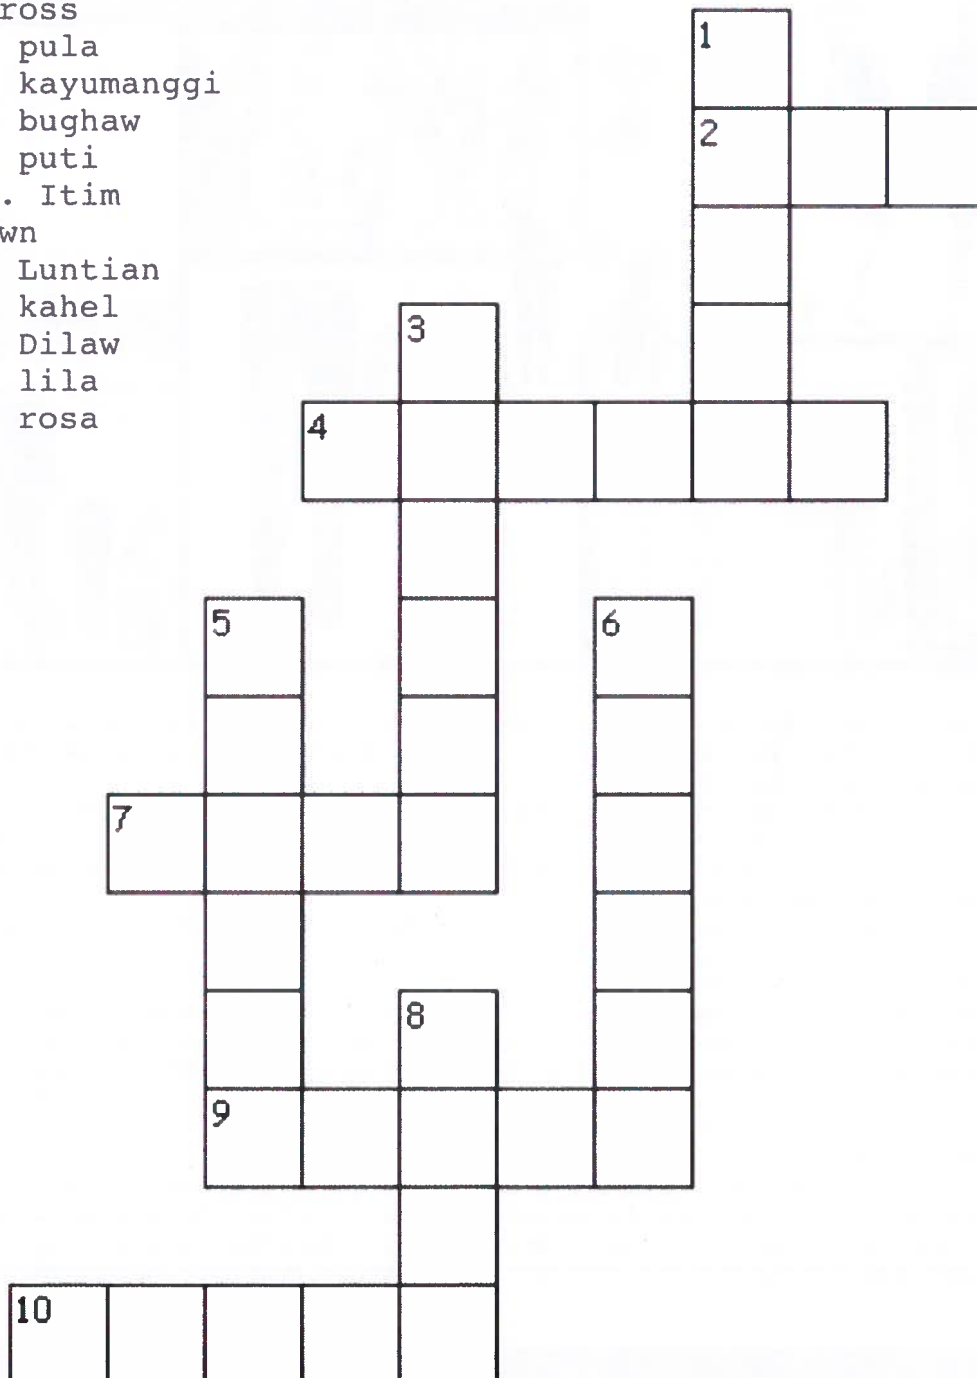 ross
pula
kayumanggi
bughaw
puti
. Itim
wn
Luntian
kahel
Dilaw
lila
rosa
1
2
3
4
5
6
7
8
9
10